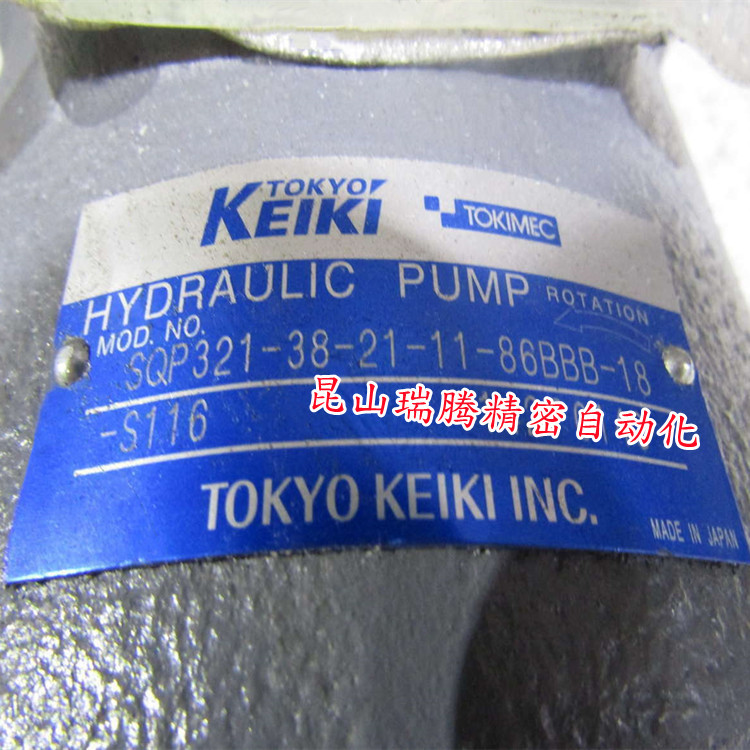 TOKYO
KEIKI
TOKIMEC
HYDRAULIC PUMP
ROTATION
MOD. NO.
SQP321-38-21-11-86BBB-18
-S116
昆山瑞腾精密自动化
TOKYO KEIKI INC.
MADE IN JAPAN